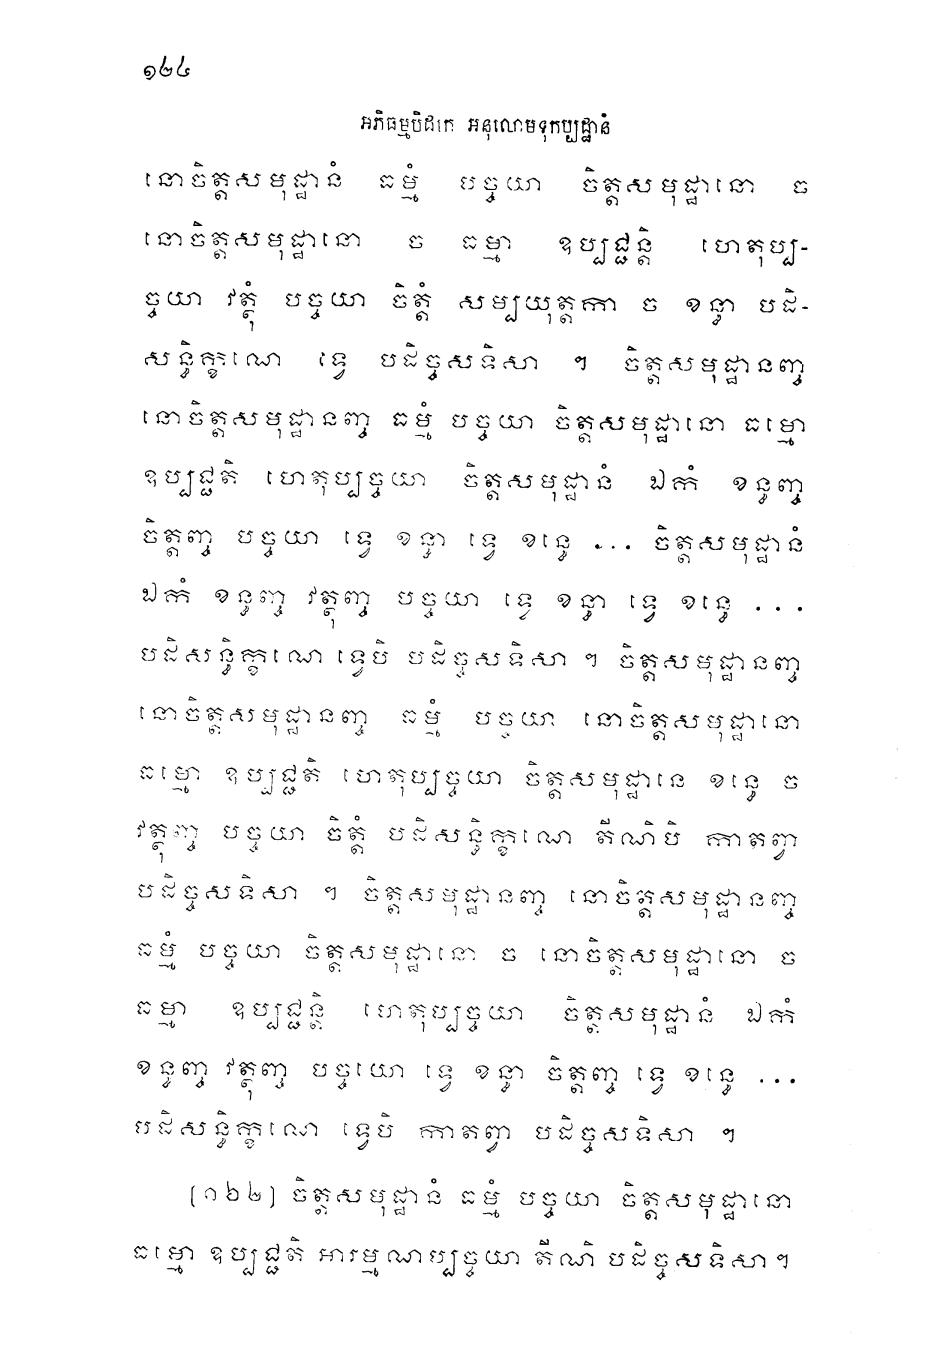 ១២៤
អភិធម្មបិដកេ អនុលោមទុកប្បដ្ឋានំ
នោចិត្តសមុដ្ឋានំ ធម្មំ បច្ចយា ចិត្តសមុដ្ឋានោ ច
នោចិត្តសមុដ្ឋានោ ច ធម្មា ឧប្បជ្ជន្តិ ហេតុប្ប-
ច្ចយា វត្ថុំ បច្ចយា ចិត្តំ សម្បយុត្តកា ច ខន្ធា បដិ-
សន្ធិក្ខណេ ទ្វេ បដិច្ចសទិសា ។ ចិត្តសមុដ្ឋានញ្ច
នោចិត្តសមុដ្ឋានញ្ច ធម្មំ បច្ចយា ចិត្តសមុដ្ឋានោ ធម្មោ
ឧប្បជ្ជតិ ហេតុប្បច្ចយា ចិត្តសមុដ្ឋានំ ឯកំ ខន្ធញ្ច
ចិត្តញ្ច បច្ចយា ទ្វេ ខន្ធា ទ្វេ ខន្ធេ ... ចិត្តសមុដ្ឋានំ
ឯកំ ខន្ធញ្ច វត្ថុញ្ច បច្ចយា ទ្វេ ខន្ធា ទ្វេ ខន្ធេ ...
បដិសន្ធិក្ខណេ ទ្វេបិ បដិច្ចសទិសា ។ ចិត្តសមុដ្ឋានញ្ច
នោចិត្តសមុដ្ឋានញ្ច ធម្មំ បច្ចយា នោចិត្តសមុដ្ឋានោ
ធម្មោ ឧប្បជ្ជតិ ហេតុប្បច្ចយា ចិត្តសមុដ្ឋានេ ខន្ធេ ច
វត្ថុញ្ច បច្ចយា ចិត្តំ បដិសន្ធិក្ខណេ តីណិបិ កាតព្វា
បដិច្ចសទិសា ។ ចិត្តសមុដ្ឋានញ្ច នោចិត្តសមុដ្ឋានញ្ច
ធម្មំ បច្ចយា ចិត្តសមុដ្ឋានោ ច នោចិត្តសមុដ្ឋានោ ច
ធម្មា ឧប្បជ្ជន្តិ ហេតុប្បច្ចយា ចិត្តសមុដ្ឋានំ ឯកំ
ខន្ធញ្ច វត្ថុញ្ច បច្ចយោ ទ្វេ ខន្ធា ចិត្តញ្ច ទ្វេ ខន្ធេ ...
បដិសន្ធិក្ខណេ ទ្វេបិ កាតព្វា បដិច្ចសទិសា ។
(១៦២) ចិត្តសមុដ្ឋានំ ធម្មំ បច្ចយា ចិត្តសមុដ្ឋានោ
ធម្មោ ឧប្បជ្ជតិ អារម្មណប្បច្ចយា តីណិ បដិច្ចសទិសា ។